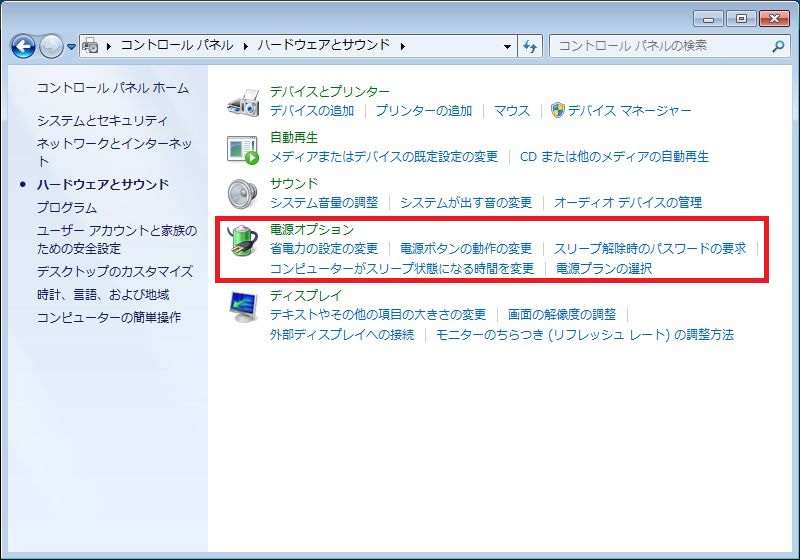 コントロール パネル ▸ ハードウェアとサウンド ▸
コントロール パネルの検索
コントロール パネル ホーム
システムとセキュリティ
ネットワークとインターネッ
ト
ハードウェアとサウンド
プログラム
ユーザー アカウントと家族の
ための安全設定
デスクトップのカスタマイズ
時計、言語、および地域
コンピューターの簡単操作
デバイスとプリンター
デバイスの追加 | プリンターの追加 | マウス | デバイス マネージャー
自動再生
メディアまたはデバイスの既定設定の変更 | CD または他のメディアの自動再生
サウンド
システム音量の調整 | システムが出す音の変更 | オーディオ デバイスの管理
電源オプション
省電力の設定の変更 | 電源ボタンの動作の変更 | スリープ解除時のパスワードの要求 |
コンピューターがスリープ状態になる時間を変更 | 電源プランの選択
ディスプレイ
テキストやその他の項目の大きさの変更 | 画面の解像度の調整 |
外部ディスプレイへの接続 | モニターのちらつき (リフレッシュ レート) の調整方法